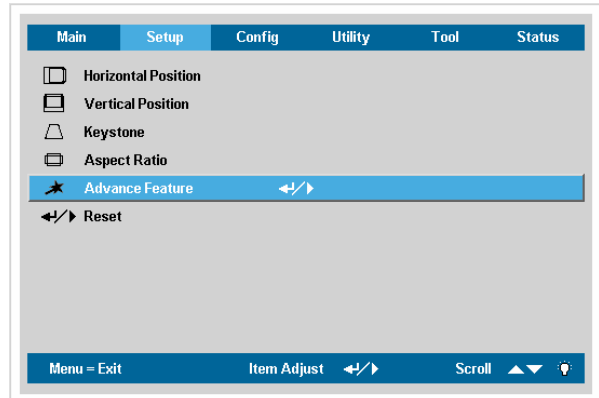 Main Setup Config Utility Tool Status
Horizontal Position
Vertical Position
Keystone
Aspect Ratio
Advance Feature
Reset
Menu = Exit Item Adjust Scroll